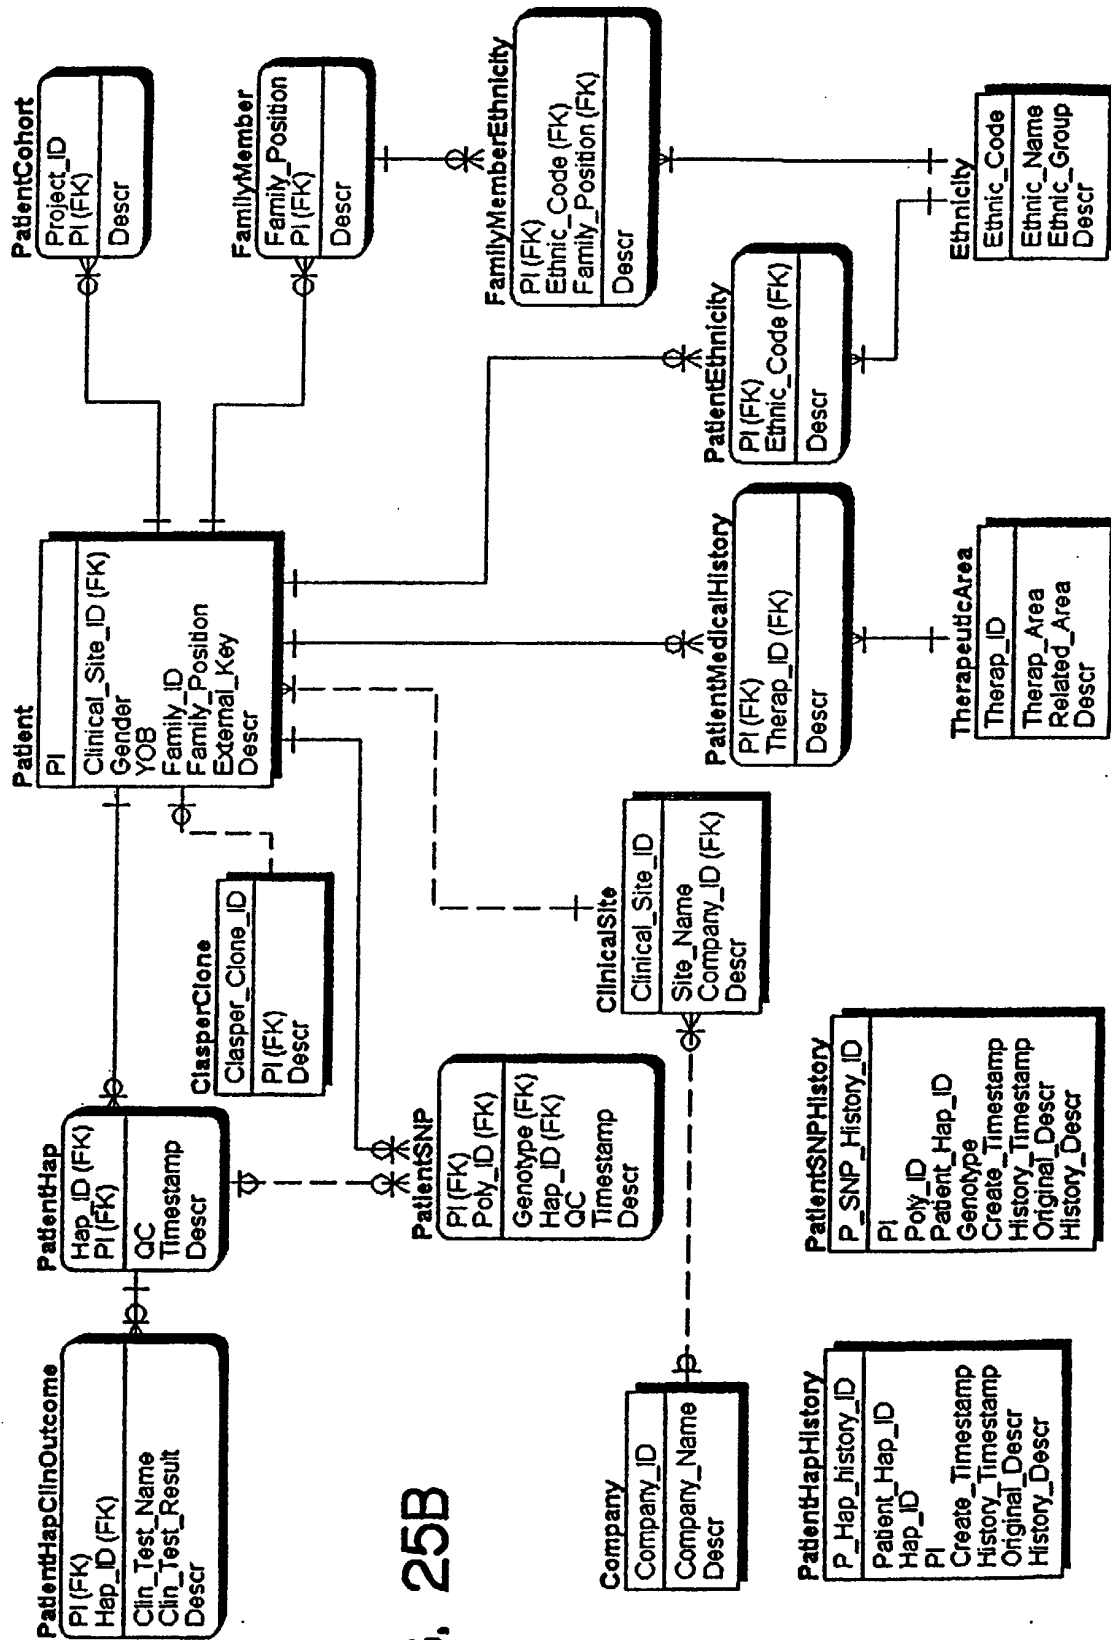 PatientHapClinOutcome
PI (FK)
Hap_ID (FK)
Clin_Test_Name
Clin_Test_Result
Descr
PatientHap
Hap_ID (FK)
PI (FK)
QC
Timestamp
Descr
ClasperClone
Clasper_Clone_ID
PI (FK)
Descr
Patient
PI
Clinical_Site_ID (FK)
Gender
YOB
Family_ID
Family_Position
External_Key
Descr
PatientCohort
Project_ID
PI (FK)
Descr
FamilyMember
Family_Position
PI (FK)
Descr
FamilyMemberEthnicity
PI (FK)
Ethnic_Code (FK)
Family_Position (FK)
Descr
PatientSNP
PI (FK)
Poly_ID (FK)
Genotype (FK)
Hap_ID (FK)
QC
Timestamp
Descr
25B
Company
Company_ID
Company_Name
Descr
ClinicalSite
Clinical_Site_ID
Site_Name
Company_ID (FK)
Descr
PatientMedicalHistory
PI (FK)
Therap_ID (FK)
Descr
PatientEthnicity
PI (FK)
Ethnic_Code (FK)
Descr
PatientHapHistory
P_Hap_history_ID
Patient_Hap_ID
Hap_ID
PI
Create_Timestamp
History_Timestamp
Original_Descr
History_Descr
PatientSNPHistory
P_SNP_History_ID
PI
Poly_ID
Patient_Hap_ID
Genotype
Create_Timestamp
History_Timestamp
Original_Descr
History_Descr
TherapeuticArea
Therap_ID
Therap_Area
Related_Area
Descr
Ethnicity
Ethnic_Code
Ethnic_Name
Ethnic_Group
Descr